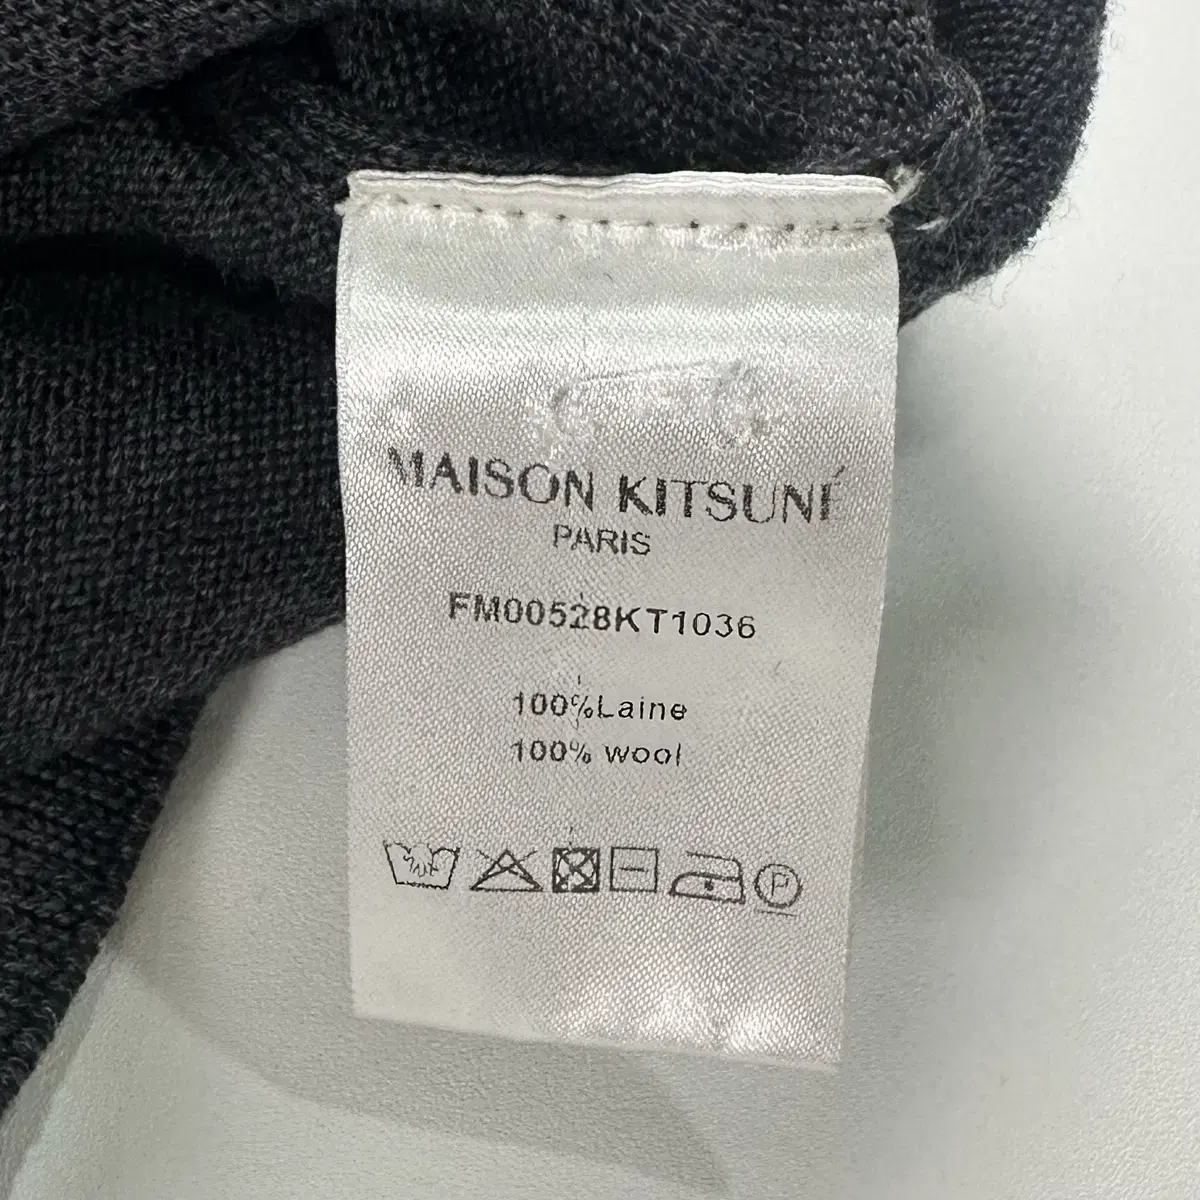 MAISON KITSUNÉ
PARIS
FM00528KT1036
100%Laine
100% wool
P